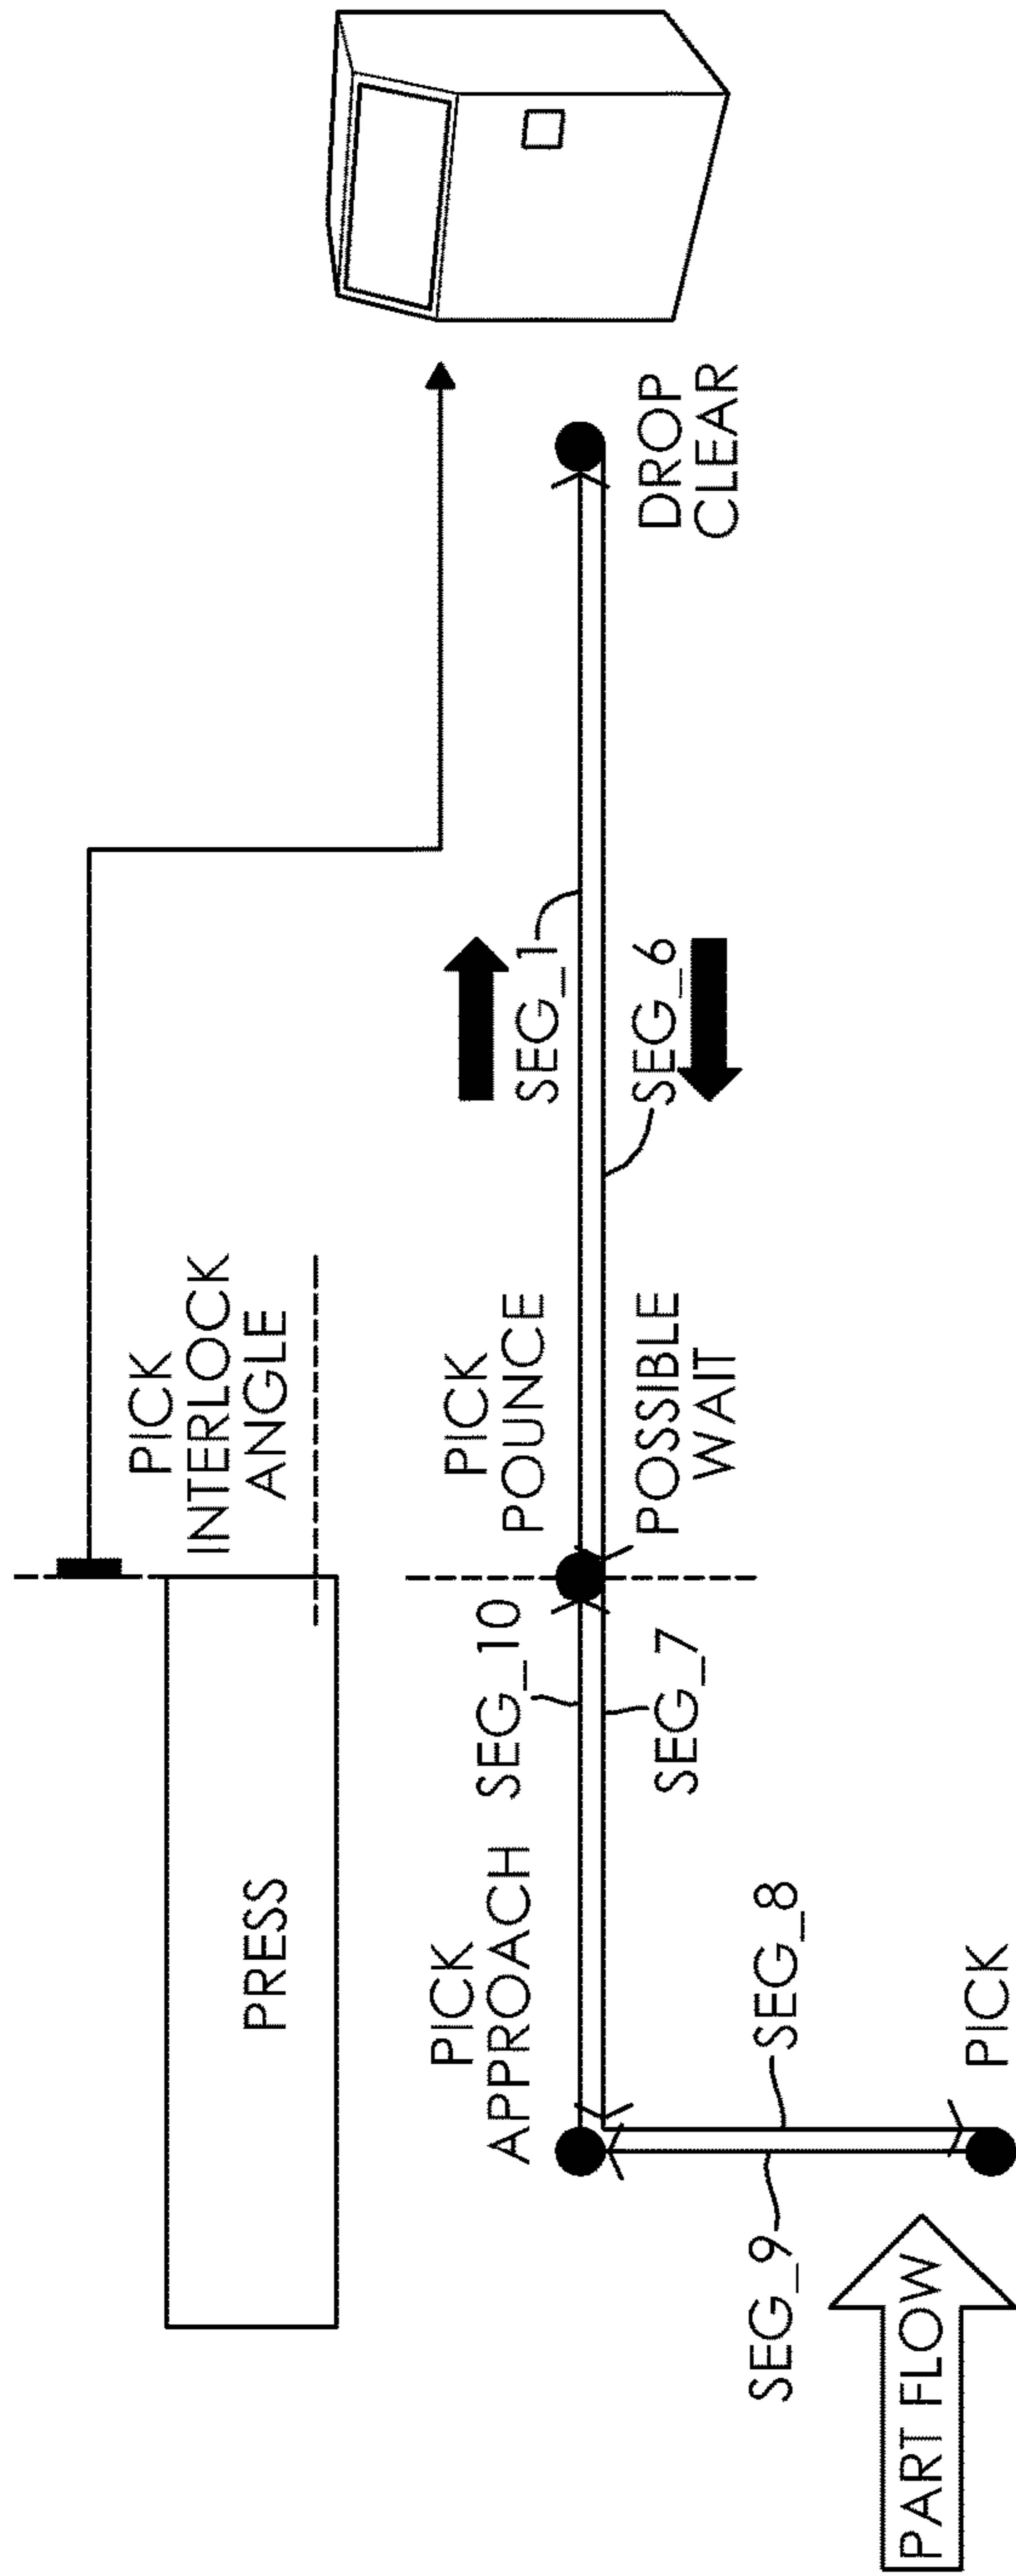 PICK
INTERLOCK
ANGLE
PRESS
PICK
APPROACH
SEG_10
PICK
POUNCE
SEG_1
SEG_7
POSSIBLE
WAIT
SEG_6
DROP
CLEAR
SEG_9
SEG_8
PICK
PART FLOW